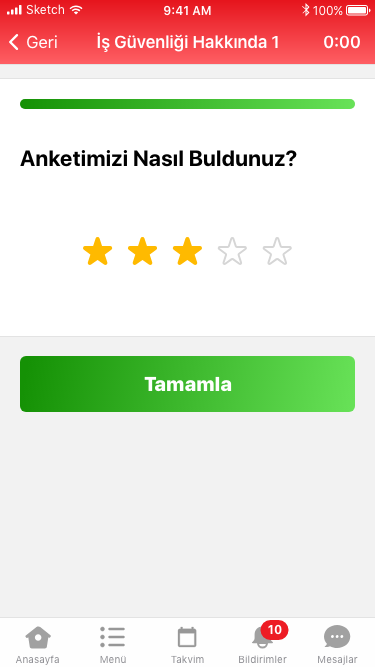 Sketch 9:41 AM 100%
Geri İş Güvenliği Hakkında 1 0:00
Anketimizi Nasıl Buldunuz?
Tamamla
10
Anasayfa Menü Takvim Bildirimler Mesajlar